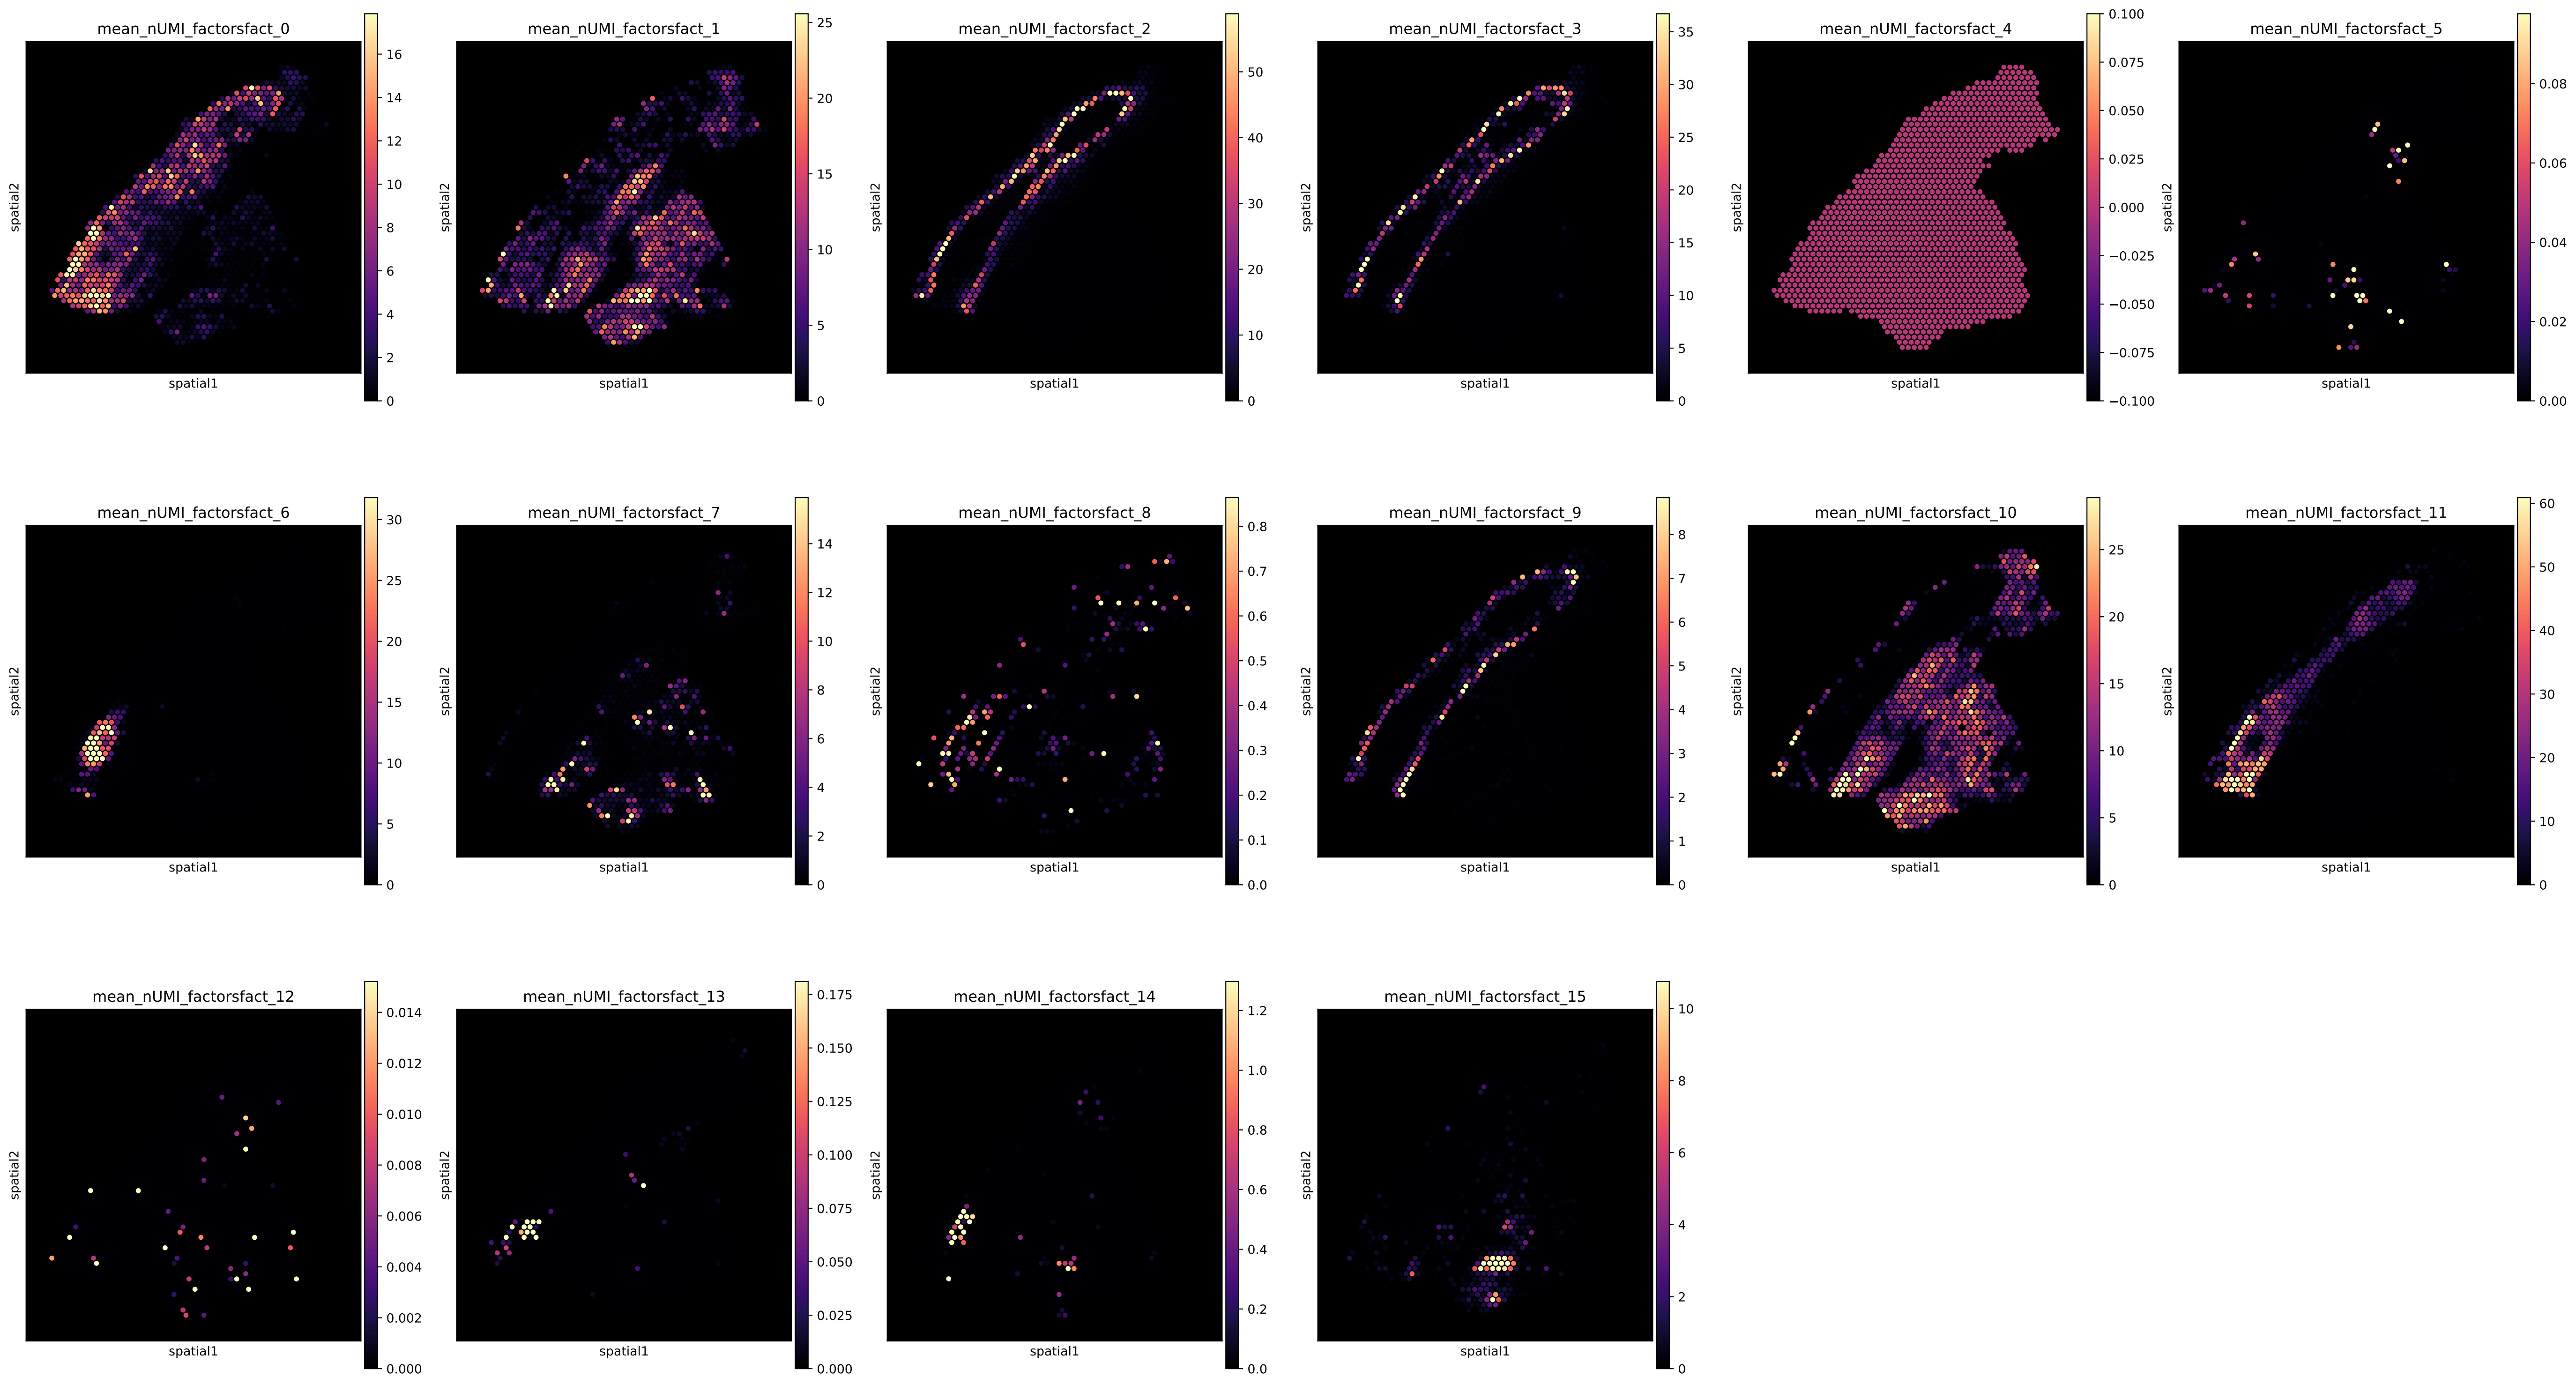 mean_nUMI_factorsfact_0
16
14
12
10
8
6
4
2
0
spatial2
spatial1
mean_nUMI_factorsfact_1
25
20
15
10
5
0
spatial2
spatial1
mean_nUMI_factorsfact_2
50
40
30
20
10
0
spatial2
spatial1
mean_nUMI_factorsfact_3
35
30
25
20
15
10
5
0
spatial2
spatial1
mean_nUMI_factorsfact_4
0.100
0.075
0.050
0.025
0.000
−0.025
−0.050
−0.075
−0.100
spatial2
spatial1
mean_nUMI_factorsfact_5
0.08
0.06
0.04
0.02
0.00
spatial2
spatial1
mean_nUMI_factorsfact_6
30
25
20
15
10
5
0
spatial2
spatial1
mean_nUMI_factorsfact_7
14
12
10
8
6
4
2
0
spatial2
spatial1
mean_nUMI_factorsfact_8
0.8
0.7
0.6
0.5
0.4
0.3
0.2
0.1
0.0
spatial2
spatial1
mean_nUMI_factorsfact_9
8
7
6
5
4
3
2
1
0
spatial2
spatial1
mean_nUMI_factorsfact_10
25
20
15
10
5
0
spatial2
spatial1
mean_nUMI_factorsfact_11
60
50
40
30
20
10
0
spatial2
spatial1
mean_nUMI_factorsfact_12
0.014
0.012
0.010
0.008
0.006
0.004
0.002
0.000
spatial2
spatial1
mean_nUMI_factorsfact_13
0.175
0.150
0.125
0.100
0.075
0.050
0.025
0.000
spatial2
spatial1
mean_nUMI_factorsfact_14
1.2
1.0
0.8
0.6
0.4
0.2
0.0
spatial2
spatial1
mean_nUMI_factorsfact_15
10
8
6
4
2
0
spatial2
spatial1